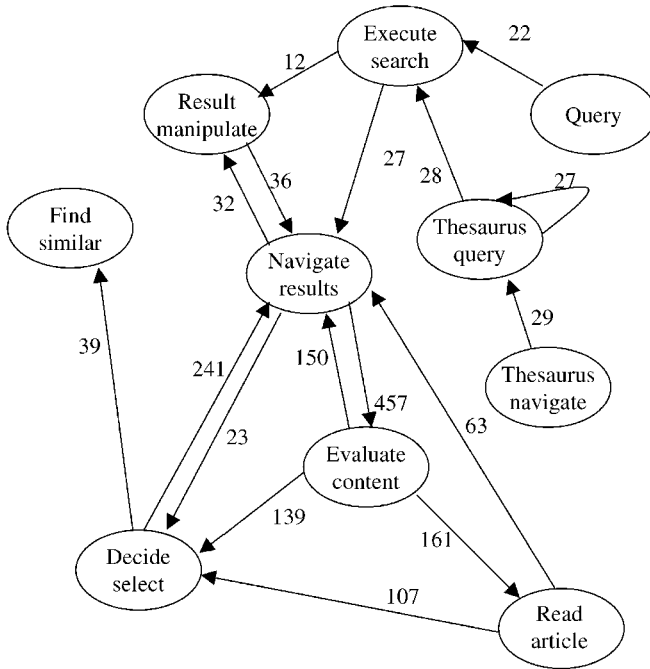 Execute
search
22
12
Result
manipulate
Query
27
28
27
36
32
Find
similar
Thesaurus
query
Navigate
results
29
39
241
150
Thesaurus
navigate
457
63
23
Evaluate
content
139
161
Decide
select
107
Read
article